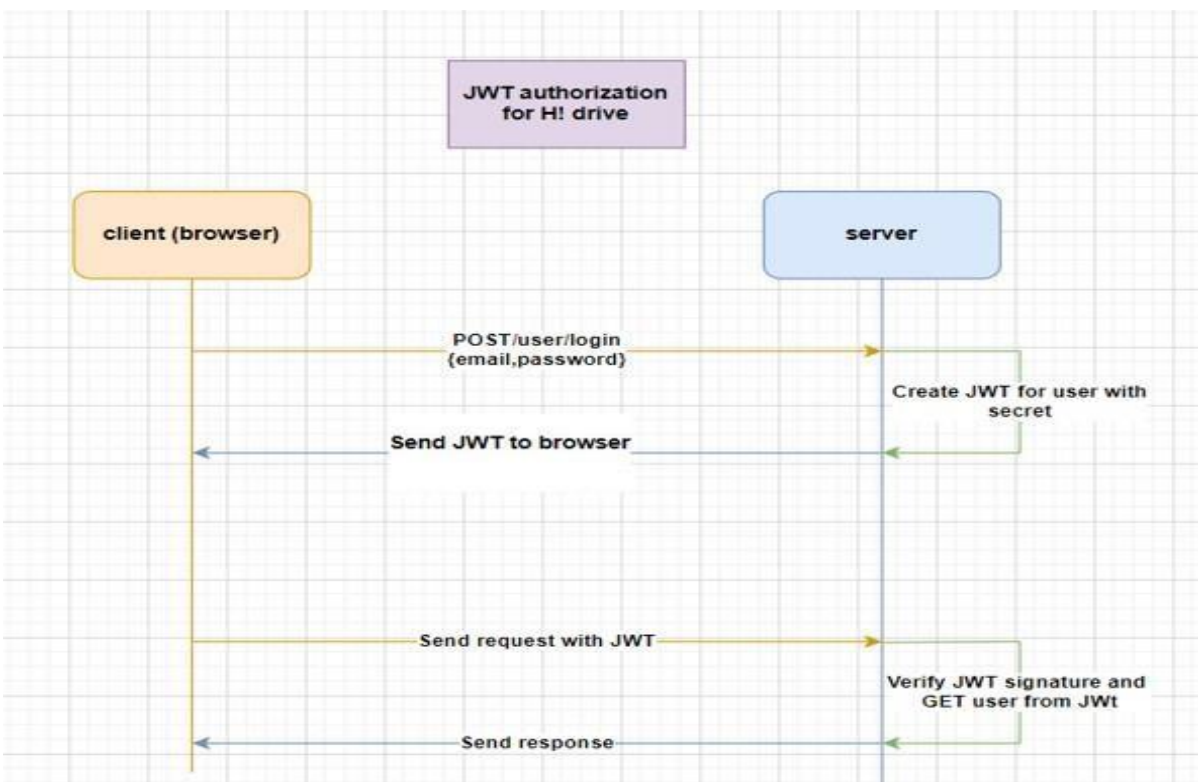 JWT authorization
for H! drive
client (browser)
server
POST/user/login
{email,password}
Create JWT for user with
secret
Send JWT to browser
Send request with JWT
Verify JWT signature and
GET user from JWt
Send response